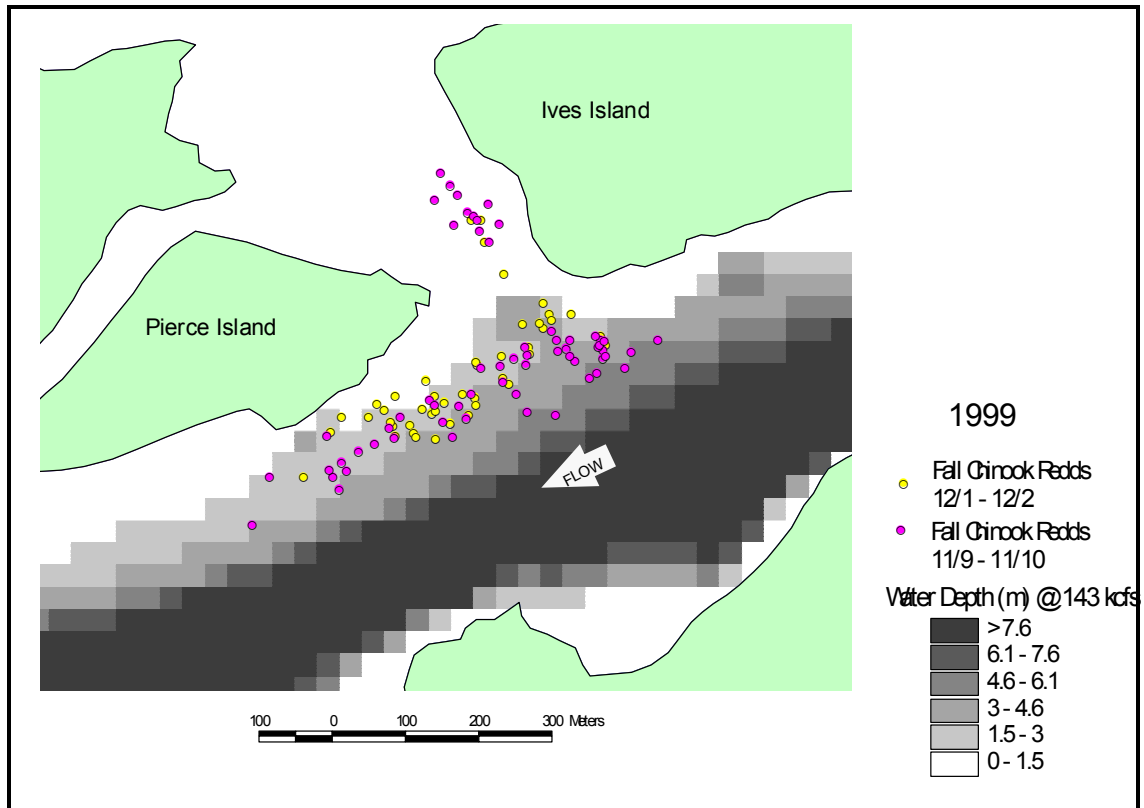 Ives Island
Pierce Island
FLOW
1999
Fall Chinook Redds
12/1 - 12/2
Fall Chinook Redds
11/9 - 11/10
Water Depth (m) @ 143 kcfs
>7.6
6.1 - 7.6
4.6 - 6.1
3 - 4.6
1.5 - 3
0 - 1.5
100 0 100 200 300 Meters